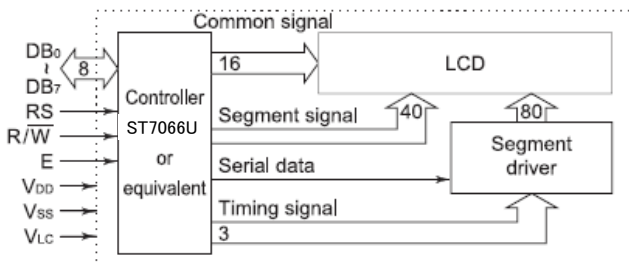 Common signal
DB₀
~
DB₇
8
16
LCD
Controller
ST7066U
or
equivalent
RS
R/W̅
E
Segment signal
40
80
Segment
driver
Serial data
VDD
VSS
VLC
Timing signal
3